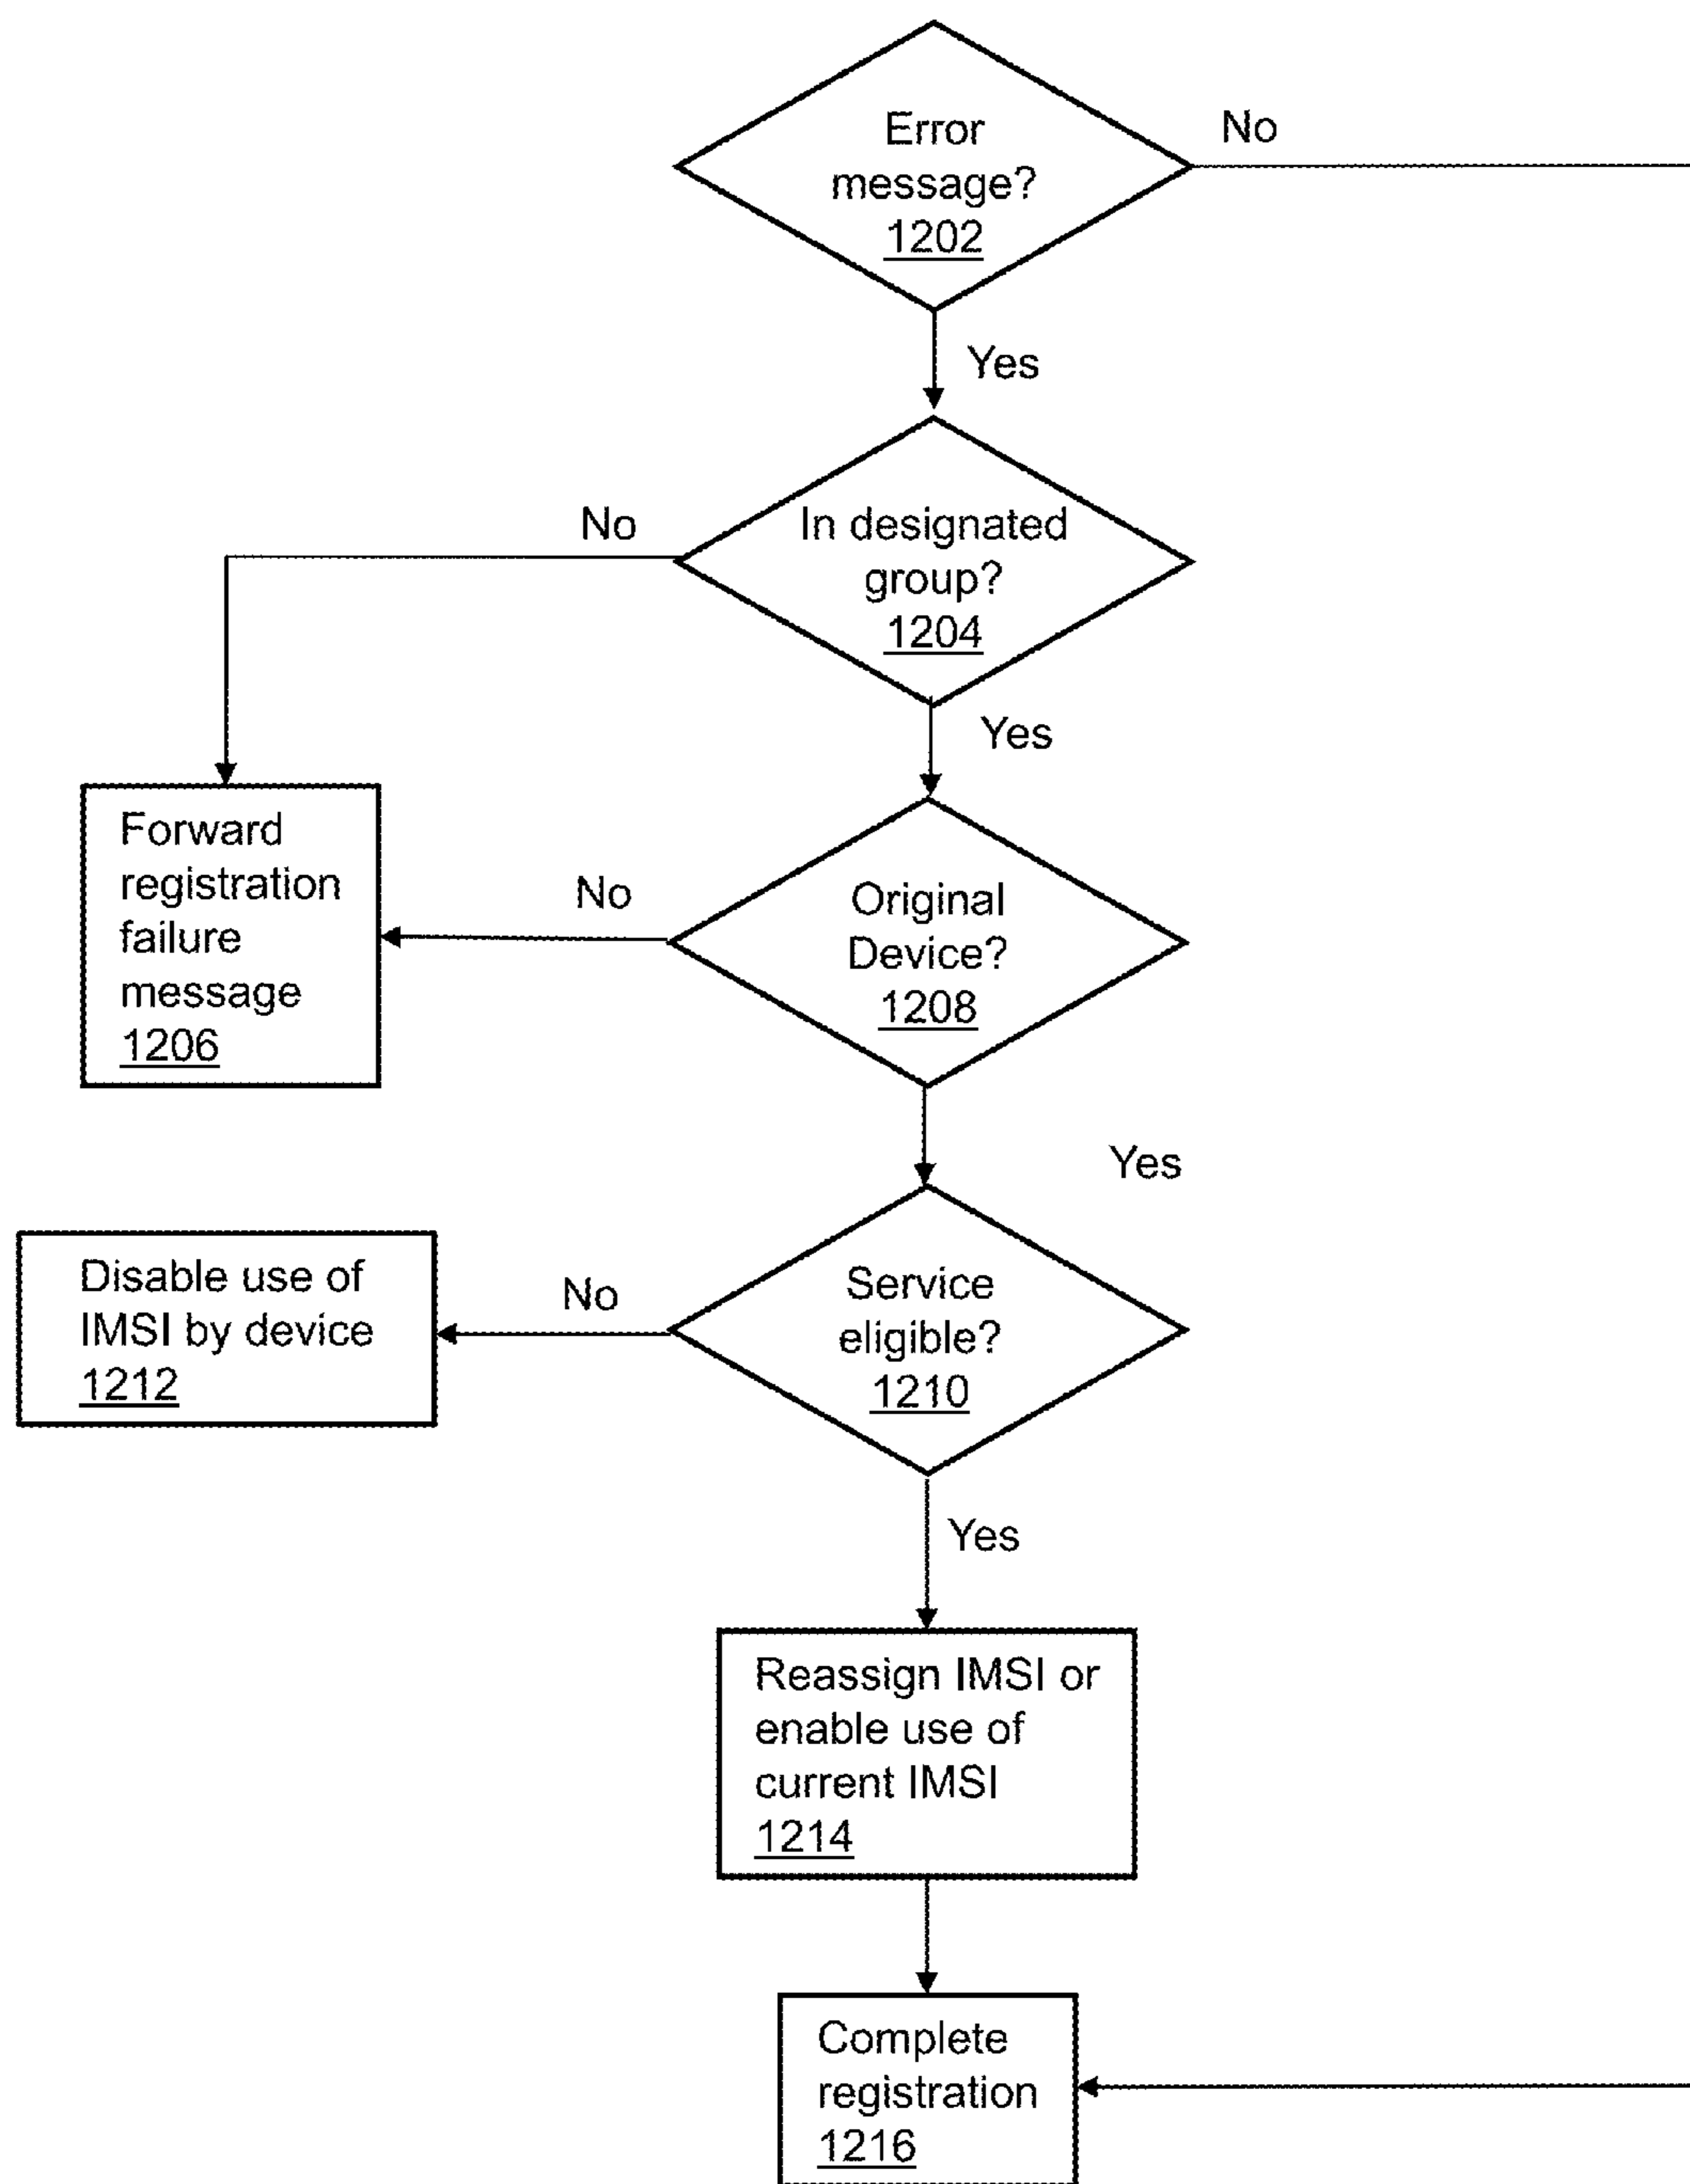 Error
message?
1202
No
Yes
In designated
group?
1204
No
Yes
Forward
registration
failure
message
1206
No
Original
Device?
1208
Yes
Disable use of
IMSI by device
1212
No
Service
eligible?
1210
Yes
Reassign IMSI or
enable use of
current IMSI
1214
Complete
registration
1216